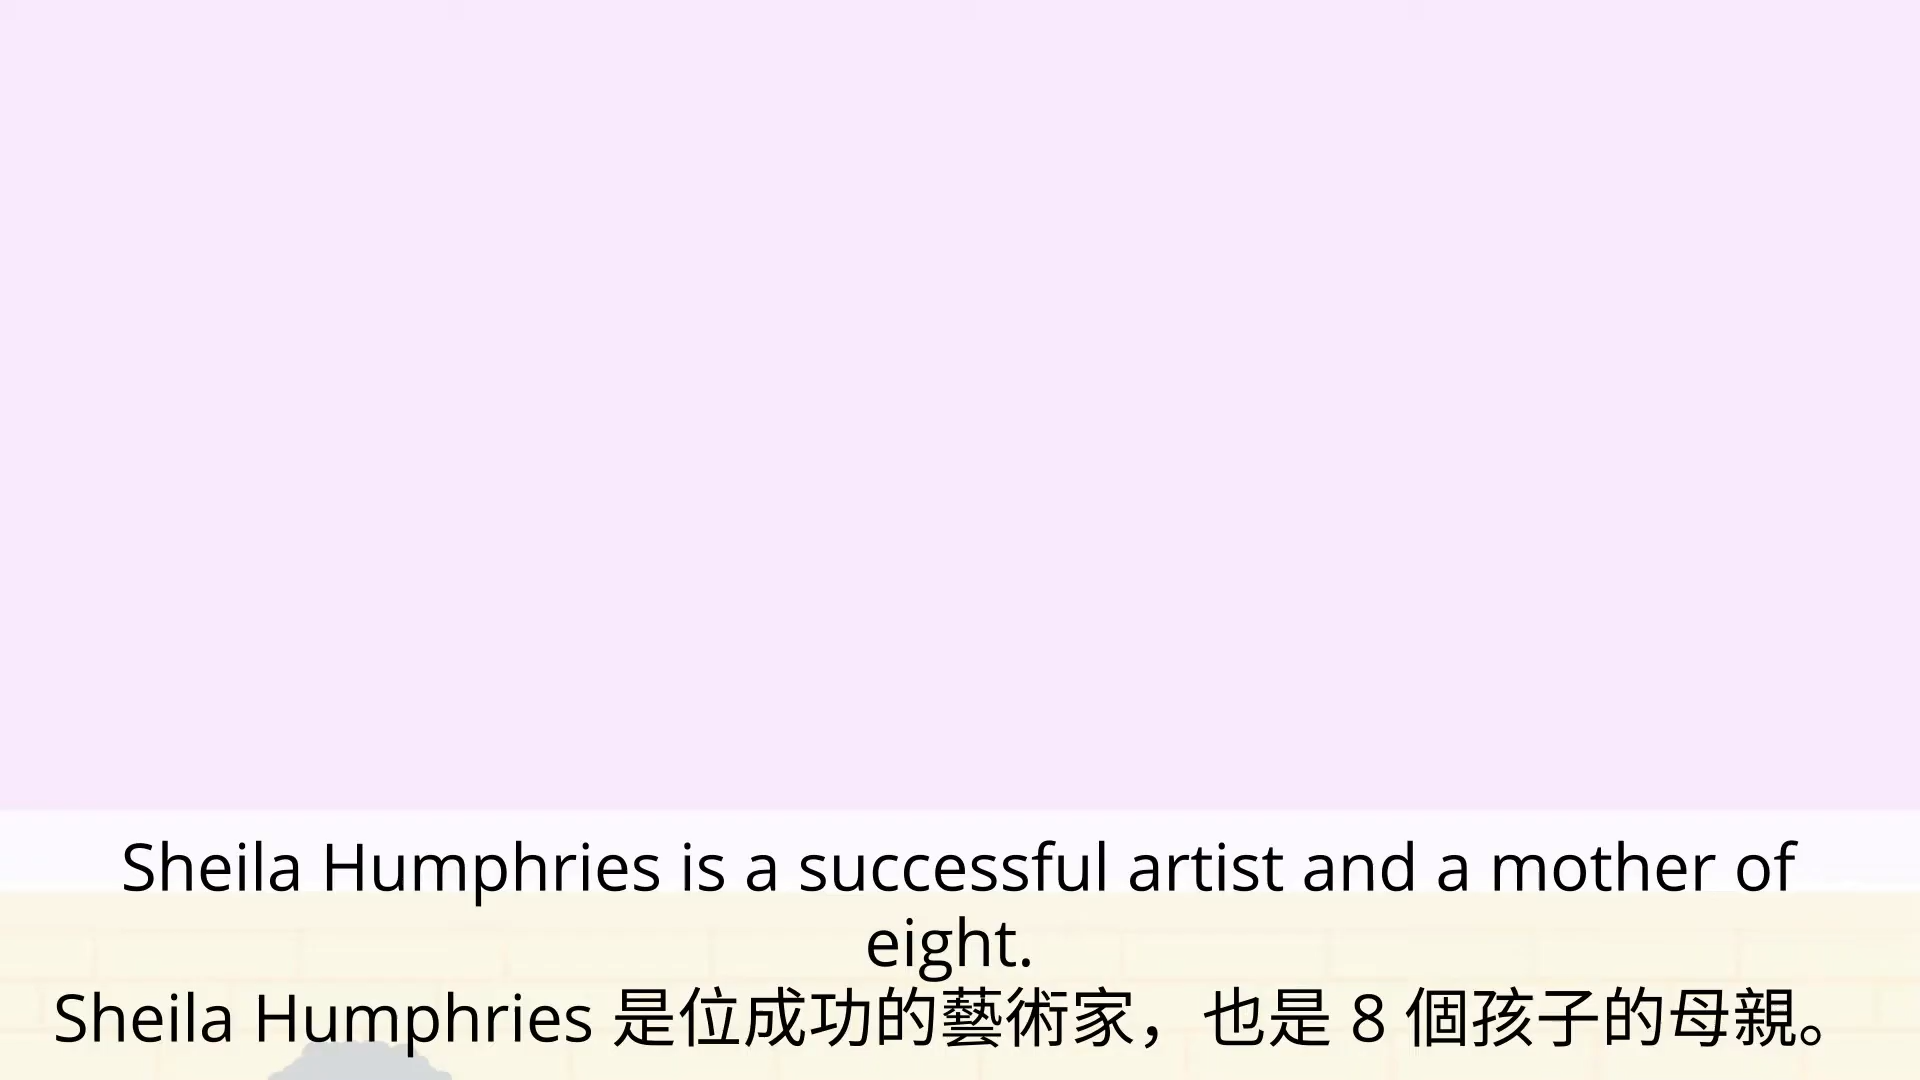 Sheila Humphries is a successful artist and a mother of
eight.
Sheila Humphries 是位成功的藝術家，也是 8 個孩子的母親。